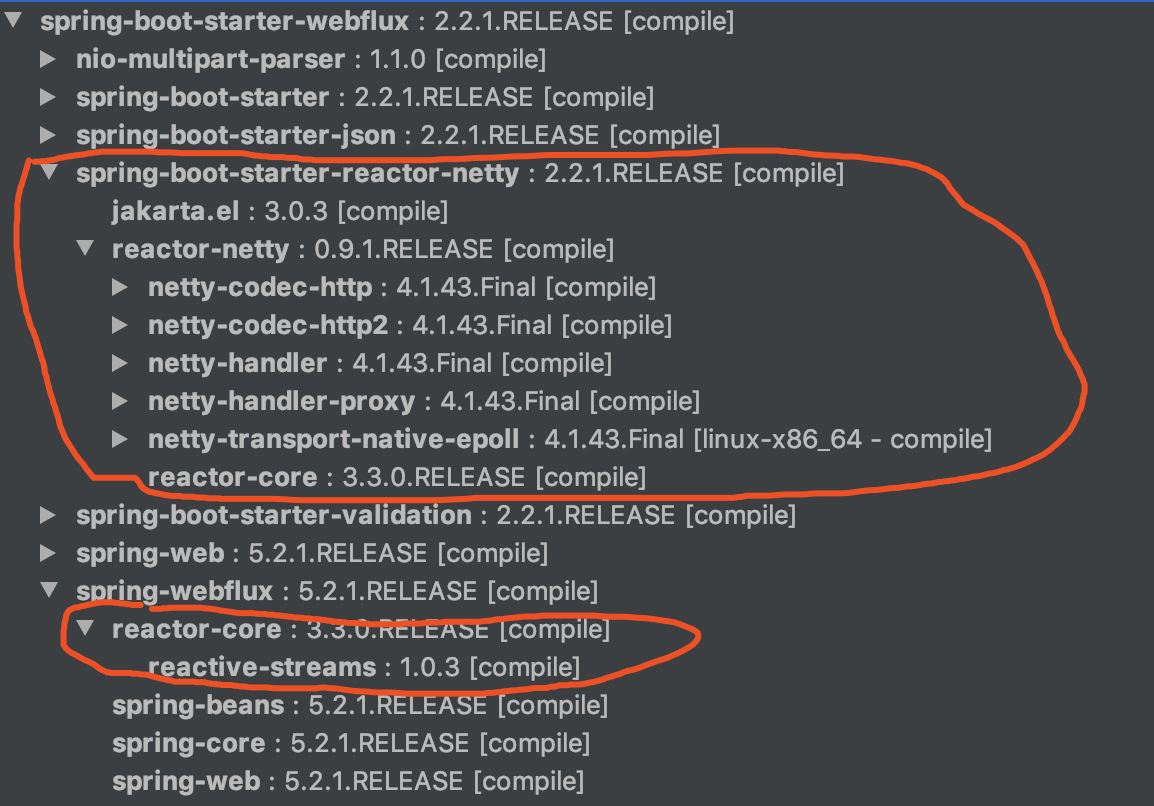 spring-boot-starter-webflux : 2.2.1.RELEASE [compile]
nio-multipart-parser : 1.1.0 [compile]
spring-boot-starter : 2.2.1.RELEASE [compile]
spring-boot-starter-json : 2.2.1.RELEASE [compile]
spring-boot-starter-reactor-netty : 2.2.1.RELEASE [compile]
jakarta.el : 3.0.3 [compile]
reactor-netty : 0.9.1.RELEASE [compile]
netty-codec-http : 4.1.43.Final [compile]
netty-codec-http2 : 4.1.43.Final [compile]
netty-handler : 4.1.43.Final [compile]
netty-handler-proxy : 4.1.43.Final [compile]
netty-transport-native-epoll : 4.1.43.Final [linux-x86_64 - compile]
reactor-core : 3.3.0.RELEASE [compile]
spring-boot-starter-validation : 2.2.1.RELEASE [compile]
spring-web : 5.2.1.RELEASE [compile]
spring-webflux : 5.2.1.RELEASE [compile]
reactor-core : 3.3.0.RELEASE [compile]
reactive-streams : 1.0.3 [compile]
spring-beans : 5.2.1.RELEASE [compile]
spring-core : 5.2.1.RELEASE [compile]
spring-web : 5.2.1.RELEASE [compile]